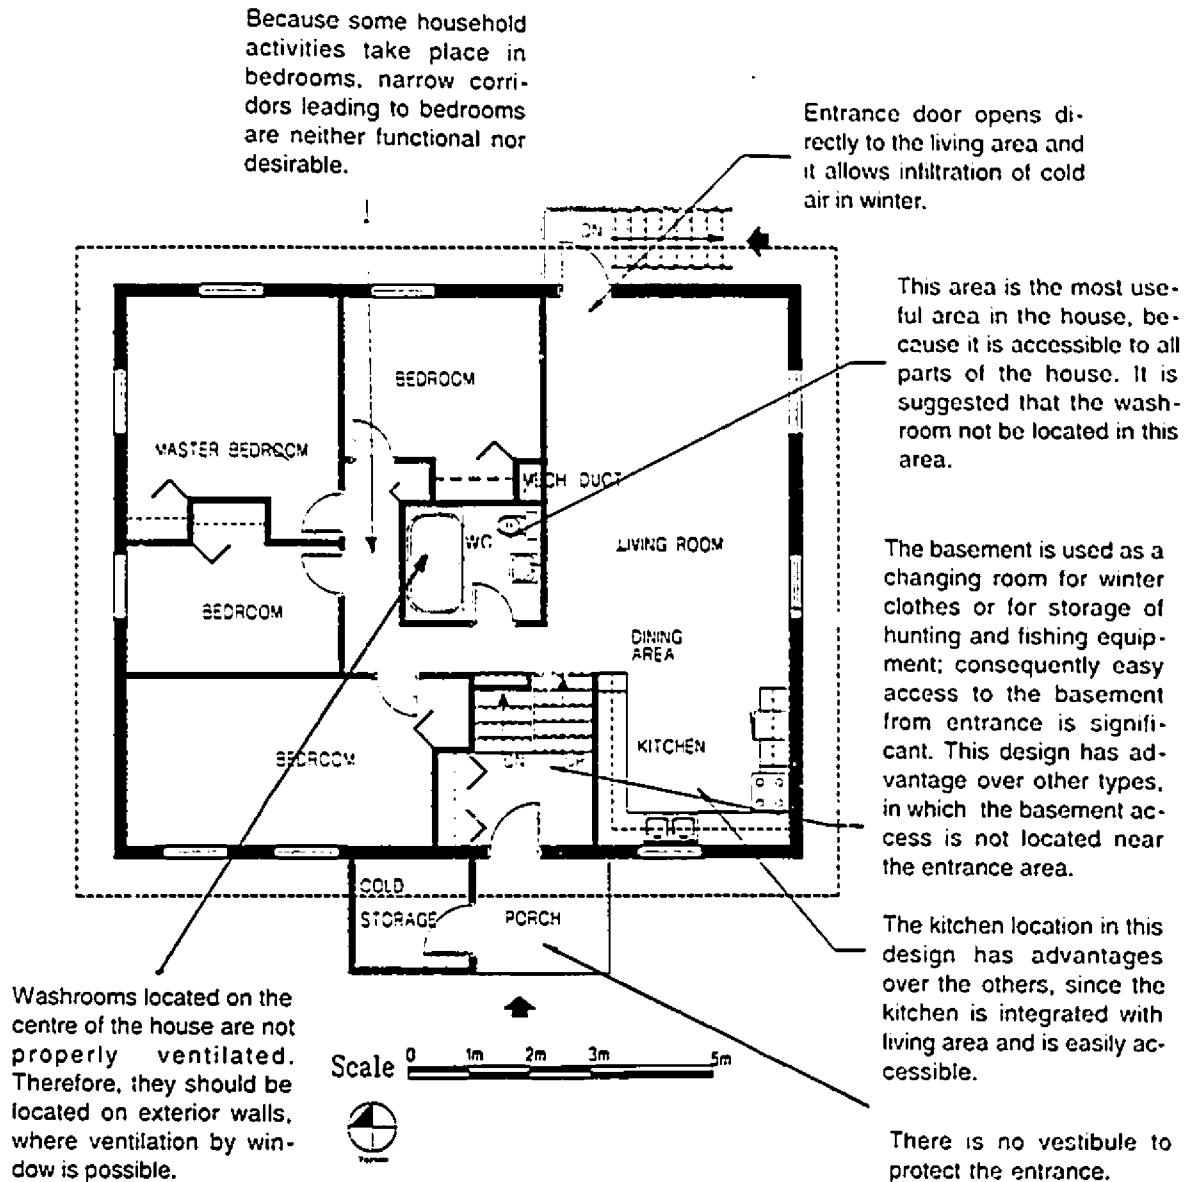 Because some household
activities take place in
bedrooms, narrow corri-
dors leading to bedrooms
are neither functional nor
desirable.
Entrance door opens di-
rectly to the living area and
it allows infiltration of cold
air in winter.
DN
This area is the most use-
ful area in the house, be-
cause it is accessible to all
parts of the house. It is
suggested that the wash-
room not be located in this
area.
BEDROOM
MASTER BEDROOM
MECH DUCT
WC
LIVING ROOM
BEDROOM
DINING
AREA
The basement is used as a
changing room for winter
clothes or for storage of
hunting and fishing equip-
ment; consequently easy
access to the basement
from entrance is signifi-
cant. This design has ad-
vantage over other types,
in which the basement ac-
cess is not located near
the entrance area.
KITCHEN
BEDROOM
DN UP
COLD
STORAGE
PORCH
The kitchen location in this
design has advantages
over the others, since the
kitchen is integrated with
living area and is easily ac-
cessible.
Washrooms located on the
centre of the house are not
properly ventilated.
Therefore, they should be
located on exterior walls,
where ventilation by win-
dow is possible.
Scale 0 1m 2m 3m 5m
There is no vestibule to
protect the entrance.